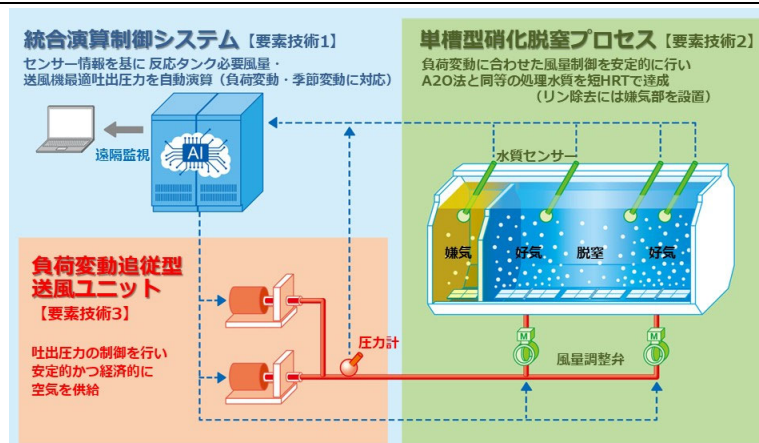 統合演算制御システム【要素技術1】
センサー情報を基に 反応タンク必要風量・
送風機最適吐出圧力を自動演算（負荷変動・季節変動に対応）
遠隔監視
AI
単槽型硝化脱窒プロセス【要素技術2】
負荷変動に合わせた風量制御を安定的に行い
A2O法と同等の処理水質を短HRTで達成
（リン除去には嫌気部を設置）
水質センサー
嫌気 好気 脱窒 好気
M M
風量調整弁
負荷変動追従型
送風ユニット
【要素技術3】
吐出圧力の制御を行い
安定的かつ経済的に
空気を供給
圧力計